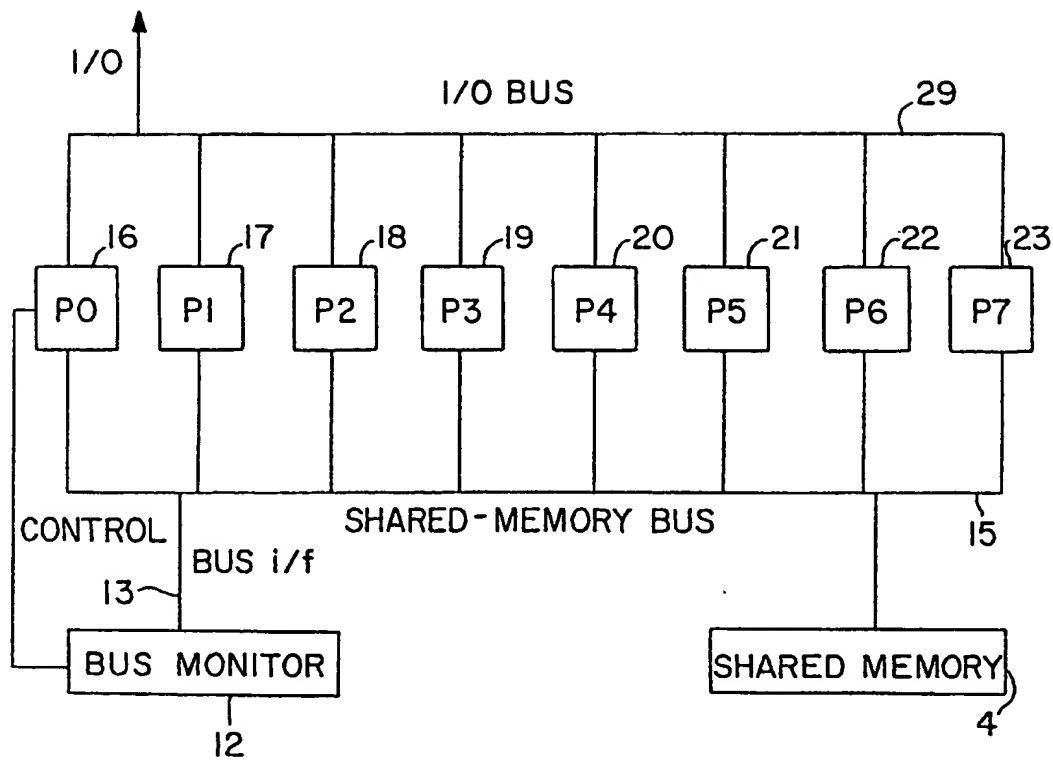 I/O
I/O BUS
29
16 17 18 19 20 21 22 23
P0 P1 P2 P3 P4 P5 P6 P7
CONTROL
SHARED-MEMORY BUS
15
BUS i/f
13
BUS MONITOR
SHARED MEMORY
12
4